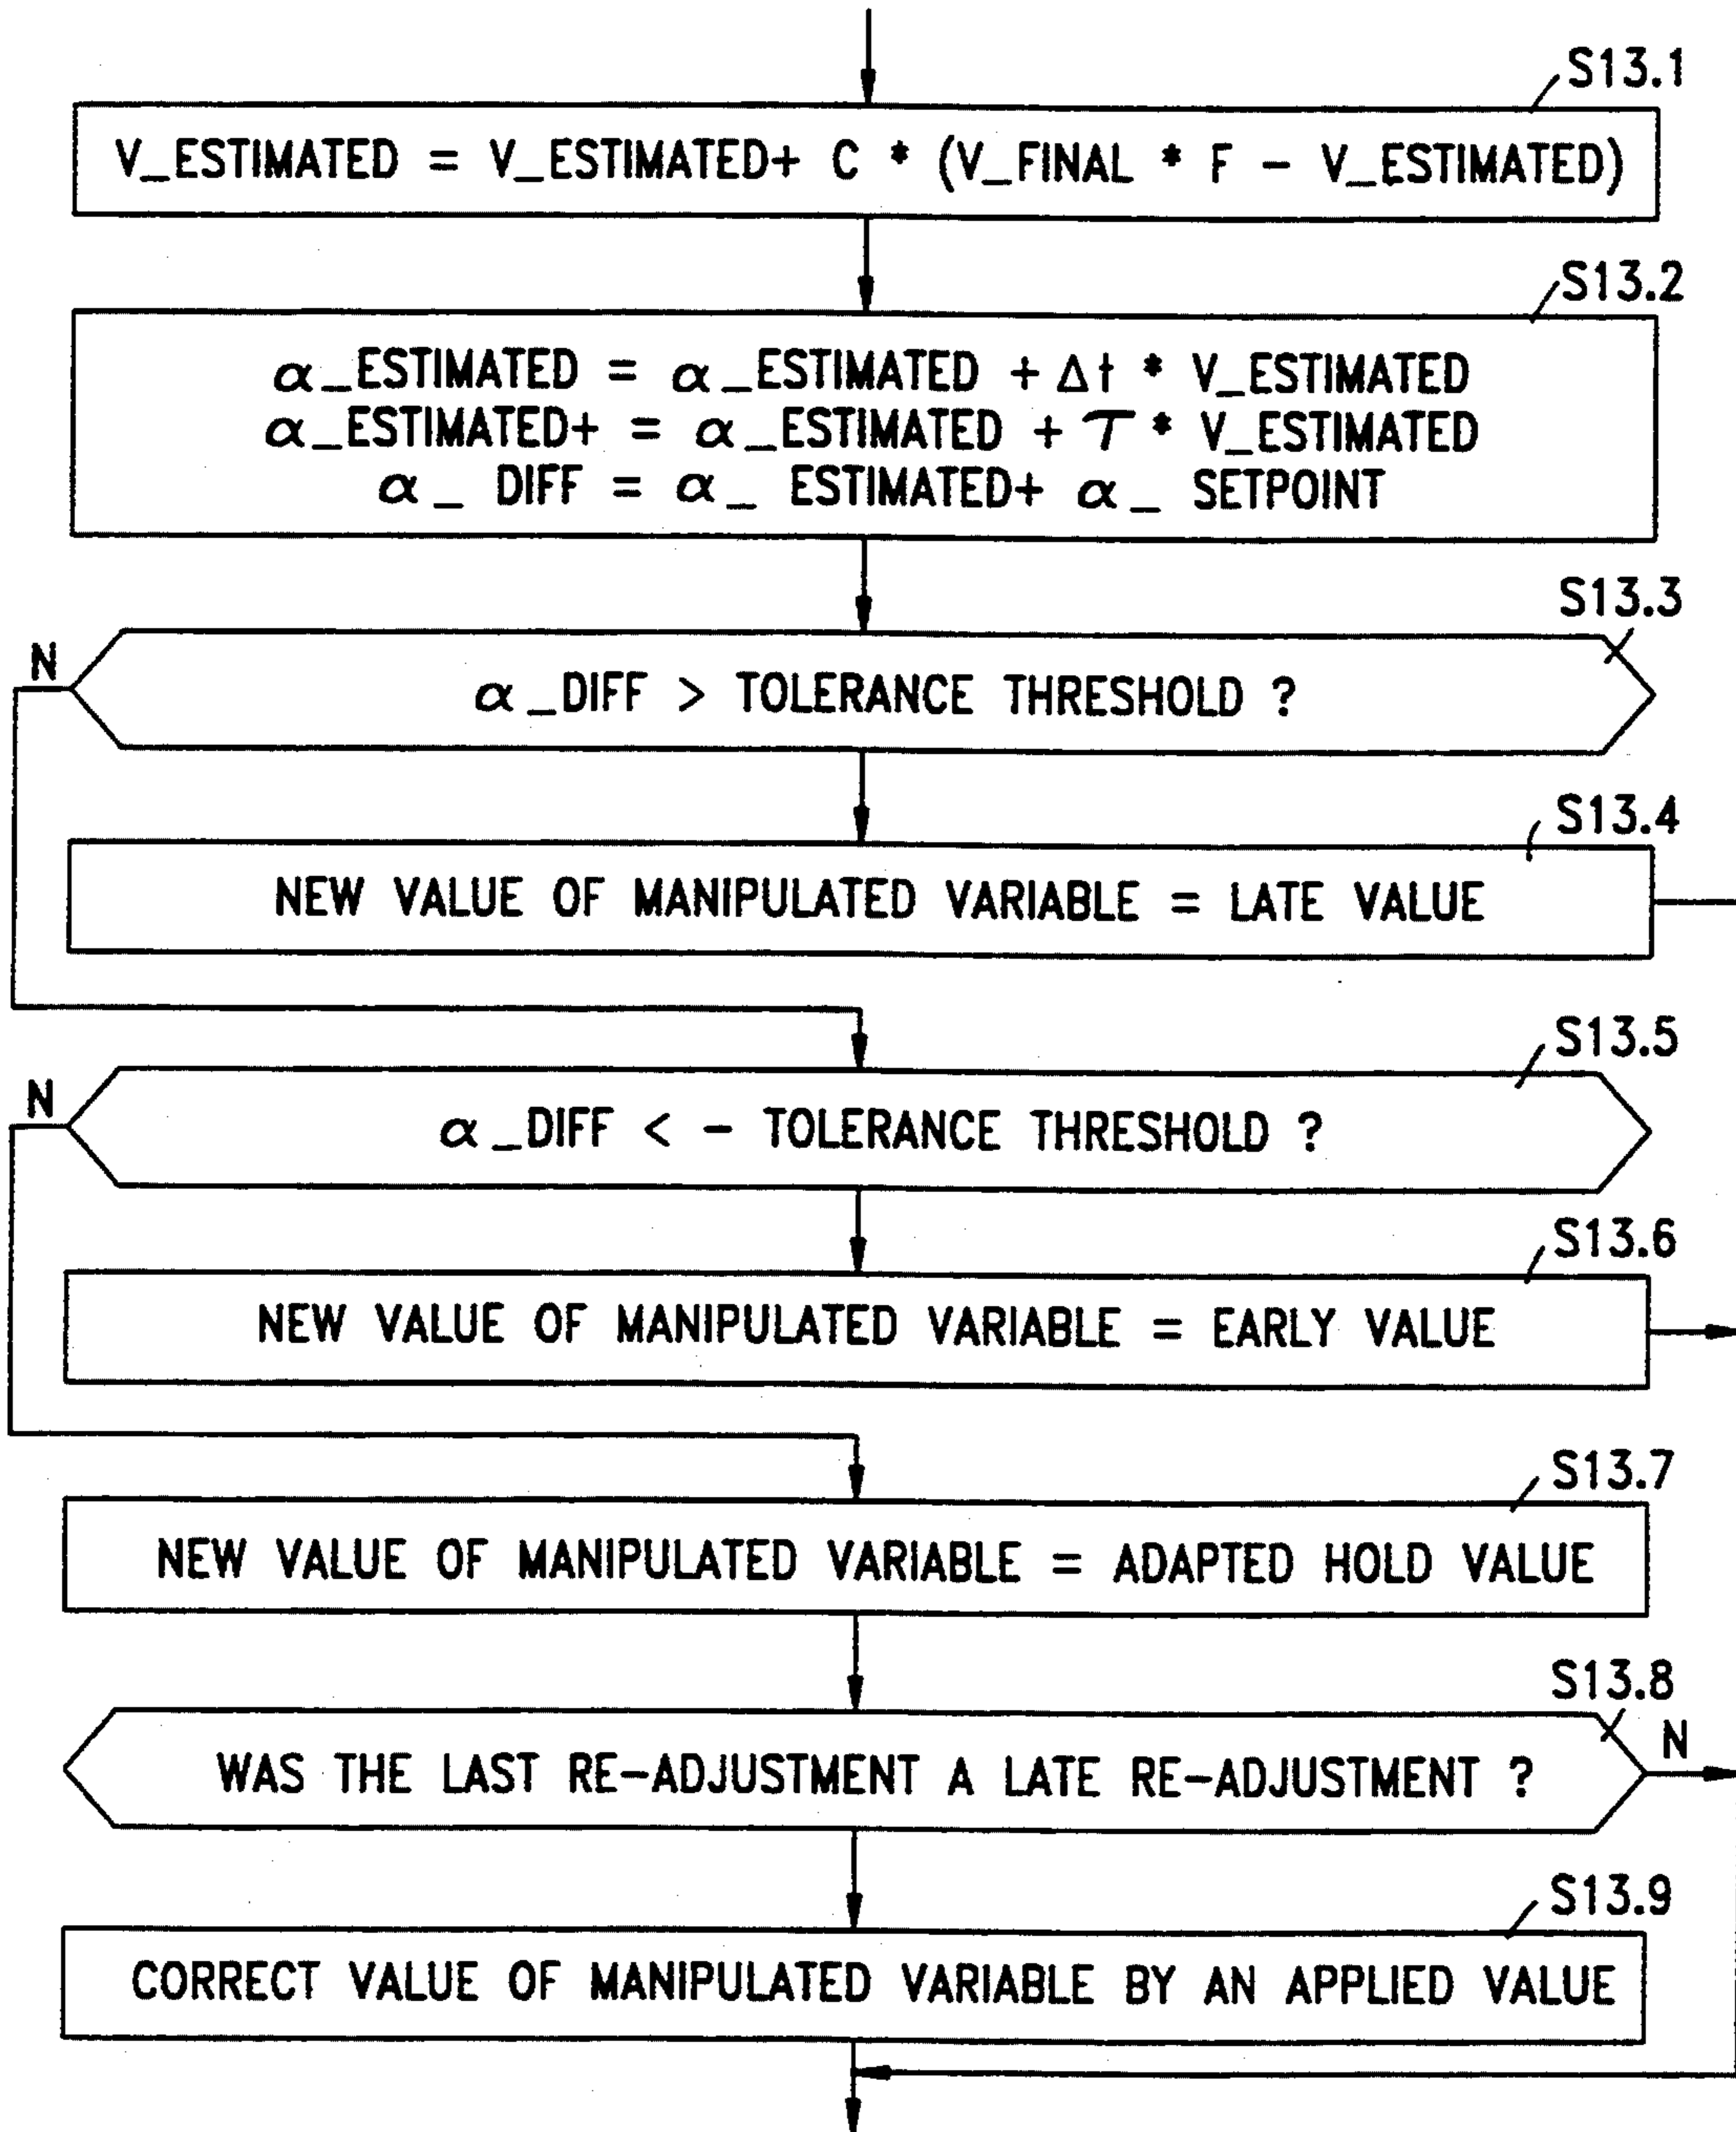 S13.1
V_ESTIMATED = V_ESTIMATED+ C * (V_FINAL * F - V_ESTIMATED)
S13.2
α_ESTIMATED = α_ESTIMATED + Δt * V_ESTIMATED
α_ESTIMATED+ = α_ESTIMATED + τ * V_ESTIMATED
α_ DIFF = α_ ESTIMATED+ α_ SETPOINT
S13.3
N
α_DIFF > TOLERANCE THRESHOLD ?
S13.4
NEW VALUE OF MANIPULATED VARIABLE = LATE VALUE
S13.5
N
α_DIFF < - TOLERANCE THRESHOLD ?
S13.6
NEW VALUE OF MANIPULATED VARIABLE = EARLY VALUE
S13.7
NEW VALUE OF MANIPULATED VARIABLE = ADAPTED HOLD VALUE
S13.8
N
WAS THE LAST RE-ADJUSTMENT A LATE RE-ADJUSTMENT ?
S13.9
CORRECT VALUE OF MANIPULATED VARIABLE BY AN APPLIED VALUE